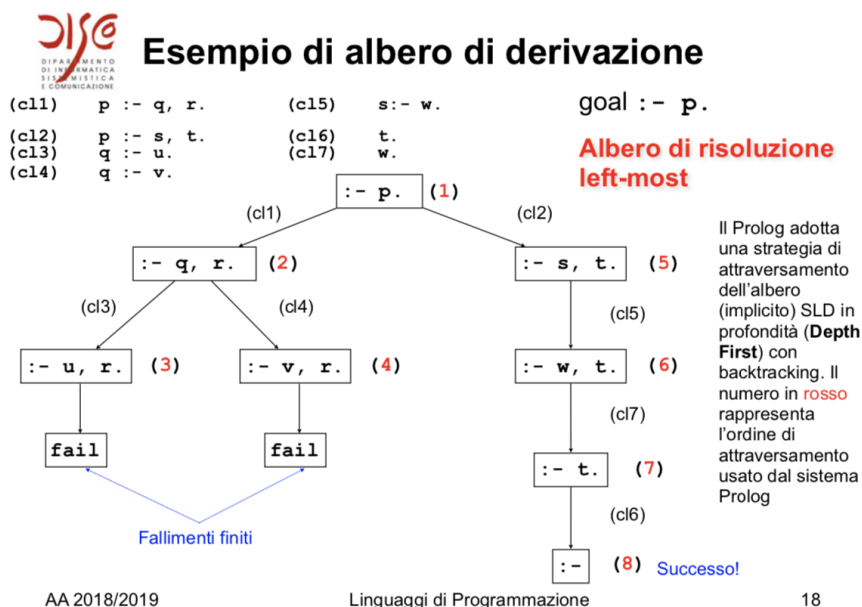 DISCO
DIPARTIMENTO
DI INFORMATICA
SISTEMISTICA
E COMUNICAZIONE
Esempio di albero di derivazione
(cl1) p :- q, r.
(cl2) p :- s, t.
(cl3) q :- u.
(cl4) q :- v.
(cl5) s:- w.
(cl6) t.
(cl7) w.
goal :- p.
Albero di risoluzione
left-most
:- p. (1)
(cl1)
(cl2)
:- q, r. (2)
:- s, t. (5)
(cl3)
(cl4)
(cl5)
:- u, r. (3)
:- v, r. (4)
:- w, t. (6)
(cl7)
fail
fail
:- t. (7)
(cl6)
Fallimenti finiti
:- (8) Successo!
Il Prolog adotta
una strategia di
attraversamento
dell'albero
(implicito) SLD in
profondità (Depth
First) con
backtracking. Il
numero in rosso
rappresenta
l'ordine di
attraversamento
usato dal sistema
Prolog
AA 2018/2019
Linguaggi di Programmazione
18